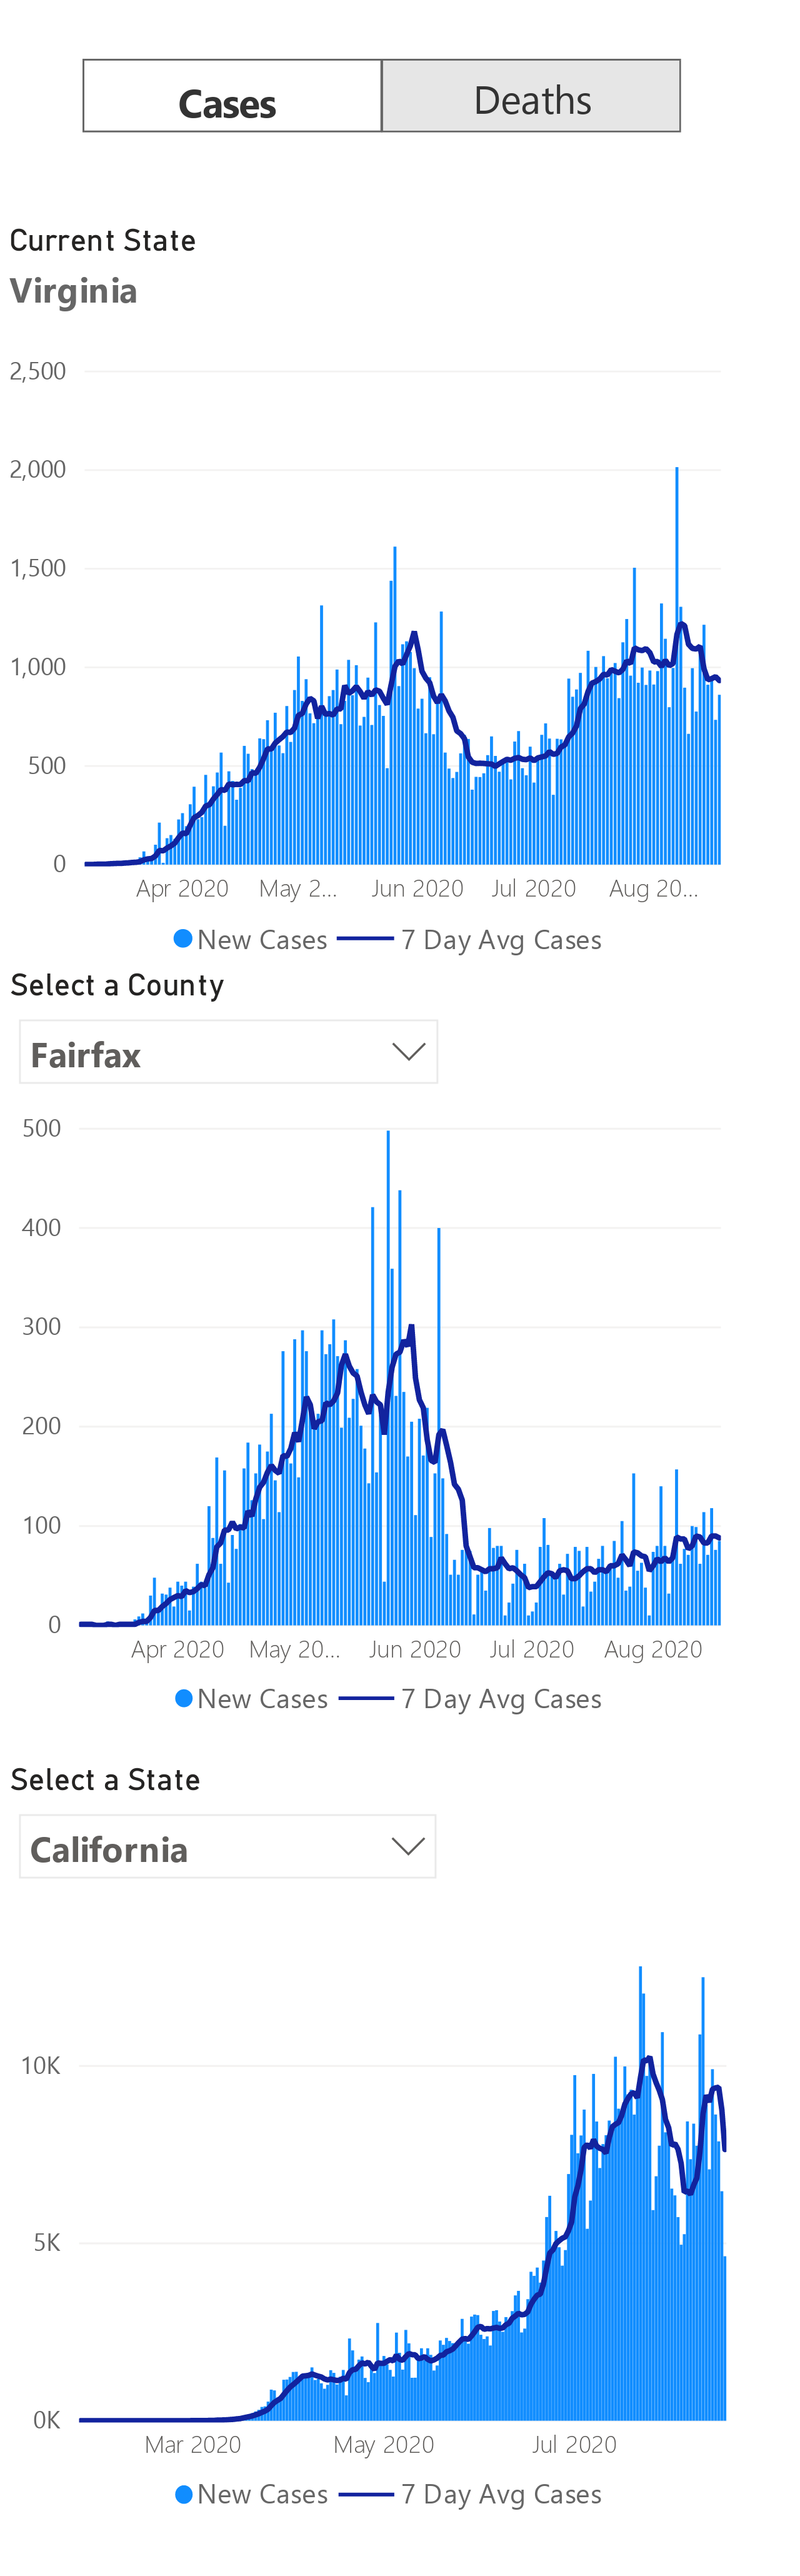 Cases Deaths
Current State
Virginia
2,500
2,000
1,500
1,000
500
0
Apr 2020 May 2... Jun 2020 Jul 2020 Aug 20...
New Cases 7 Day Avg Cases
Select a County
Fairfax
500
400
300
200
100
0
Apr 2020 May 20... Jun 2020 Jul 2020 Aug 2020
New Cases 7 Day Avg Cases
Select a State
California
10K
5K
0K
Mar 2020 May 2020 Jul 2020
New Cases 7 Day Avg Cases